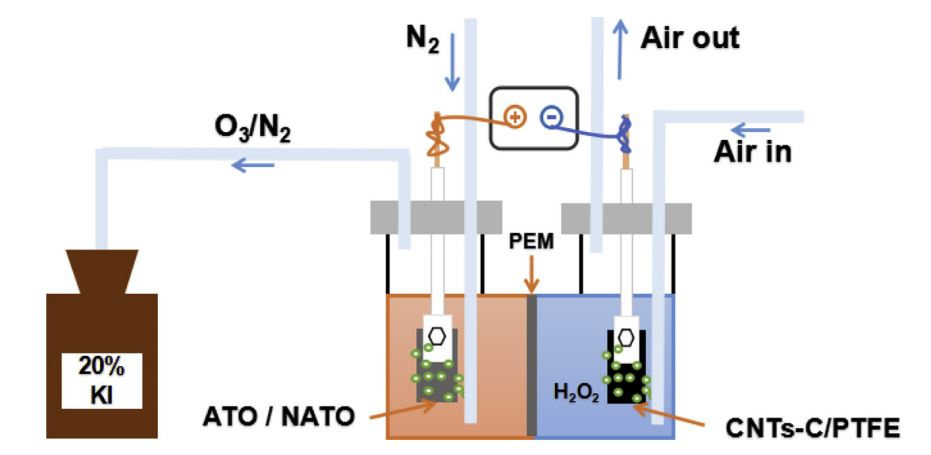 N₂
Air out
O₃/N₂
+
−
Air in
PEM
20%
KI
H₂O₂
ATO / NATO
CNTs-C/PTFE